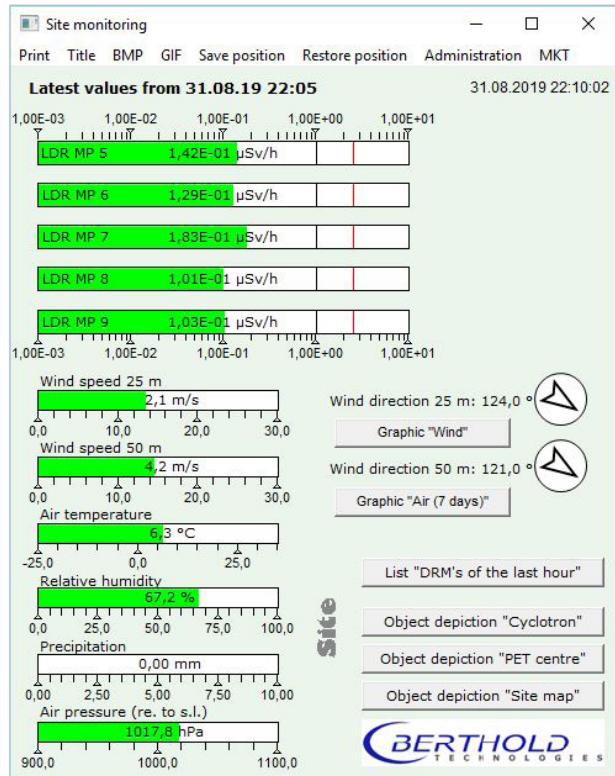 Site monitoring
Print Title BMP GIF Save position Restore position Administration MKT
Latest values from 31.08.19 22:05 31.08.2019 22:10:02
1,00E-03 1,00E-02 1,00E-01 1,00E+00 1,00E+01
LDR MP 5 1,42E-01 µSv/h
LDR MP 6 1,29E-01 µSv/h
LDR MP 7 1,83E-01 µSv/h
LDR MP 8 1,01E-01 µSv/h
LDR MP 9 1,03E-01 µSv/h
1,00E-03 1,00E-02 1,00E-01 1,00E+00 1,00E+01
Wind speed 25 m
2,1 m/s
0,0 10,0 20,0 30,0
Wind direction 25 m: 124,0 °
Graphic "Wind"
Wind speed 50 m
4,2 m/s
0,0 10,0 20,0 30,0
Wind direction 50 m: 121,0 °
Graphic "Air (7 days)"
Air temperature
6,3 °C
-25,0 0,0 25,0
Relative humidity
67,2 %
0,0 25,0 50,0 75,0 100,0
Precipitation
0,00 mm
0,00 2,50 5,00 7,50 10,00
Air pressure (re. to s.l.)
1017,8 hPa
900,0 1000,0 1100,0
Site
List "DRM's of the last hour"
Object depiction "Cyclotron"
Object depiction "PET centre"
Object depiction "Site map"
BERTHOLD
TECHNOLOGIES